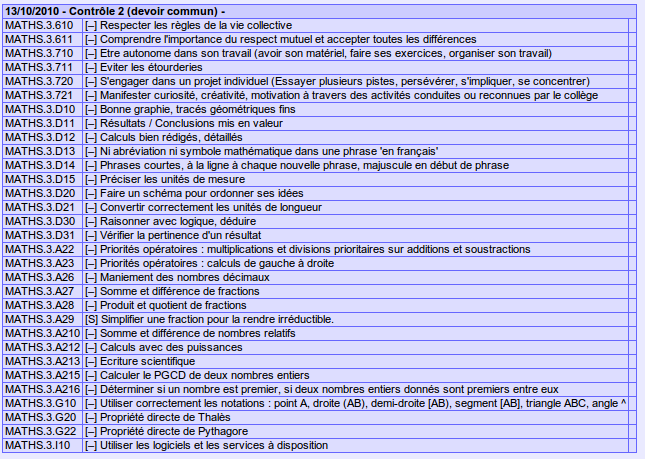 13/10/2010 - Contrôle 2 (devoir commun) -
MATHS.3.610 [–] Respecter les règles de la vie collective
MATHS.3.611 [–] Comprendre l'importance du respect mutuel et accepter toutes les différences
MATHS.3.710 [–] Etre autonome dans son travail (avoir son matériel, faire ses exercices, organiser son travail)
MATHS.3.711 [–] Eviter les étourderies
MATHS.3.720 [–] S'engager dans un projet individuel (Essayer plusieurs pistes, persévérer, s'impliquer, se concentrer)
MATHS.3.721 [–] Manifester curiosité, créativité, motivation à travers des activités conduites ou reconnues par le collège
MATHS.3.D10 [–] Bonne graphie, tracés géométriques fins
MATHS.3.D11 [–] Résultats / Conclusions mis en valeur
MATHS.3.D12 [–] Calculs bien rédigés, détaillés
MATHS.3.D13 [–] Ni abréviation ni symbole mathématique dans une phrase 'en français'
MATHS.3.D14 [–] Phrases courtes, à la ligne à chaque nouvelle phrase, majuscule en début de phrase
MATHS.3.D15 [–] Préciser les unités de mesure
MATHS.3.D20 [–] Faire un schéma pour ordonner ses idées
MATHS.3.D21 [–] Convertir correctement les unités de longueur
MATHS.3.D30 [–] Raisonner avec logique, déduire
MATHS.3.D31 [–] Vérifier la pertinence d'un résultat
MATHS.3.A22 [–] Priorités opératoires : multiplications et divisions prioritaires sur additions et soustractions
MATHS.3.A23 [–] Priorités opératoires : calculs de gauche à droite
MATHS.3.A26 [–] Maniement des nombres décimaux
MATHS.3.A27 [–] Somme et différence de fractions
MATHS.3.A28 [–] Produit et quotient de fractions
MATHS.3.A29 [S] Simplifier une fraction pour la rendre irréductible.
MATHS.3.A210 [–] Somme et différence de nombres relatifs
MATHS.3.A212 [–] Calculs avec des puissances
MATHS.3.A213 [–] Ecriture scientifique
MATHS.3.A215 [–] Calculer le PGCD de deux nombres entiers
MATHS.3.A216 [–] Déterminer si un nombre est premier, si deux nombres entiers donnés sont premiers entre eux
MATHS.3.G10 [–] Utiliser correctement les notations : point A, droite (AB), demi-droite [AB), segment [AB], triangle ABC, angle ^
MATHS.3.G20 [–] Propriété directe de Thalès
MATHS.3.G22 [–] Propriété directe de Pythagore
MATHS.3.I10 [–] Utiliser les logiciels et les services à disposition